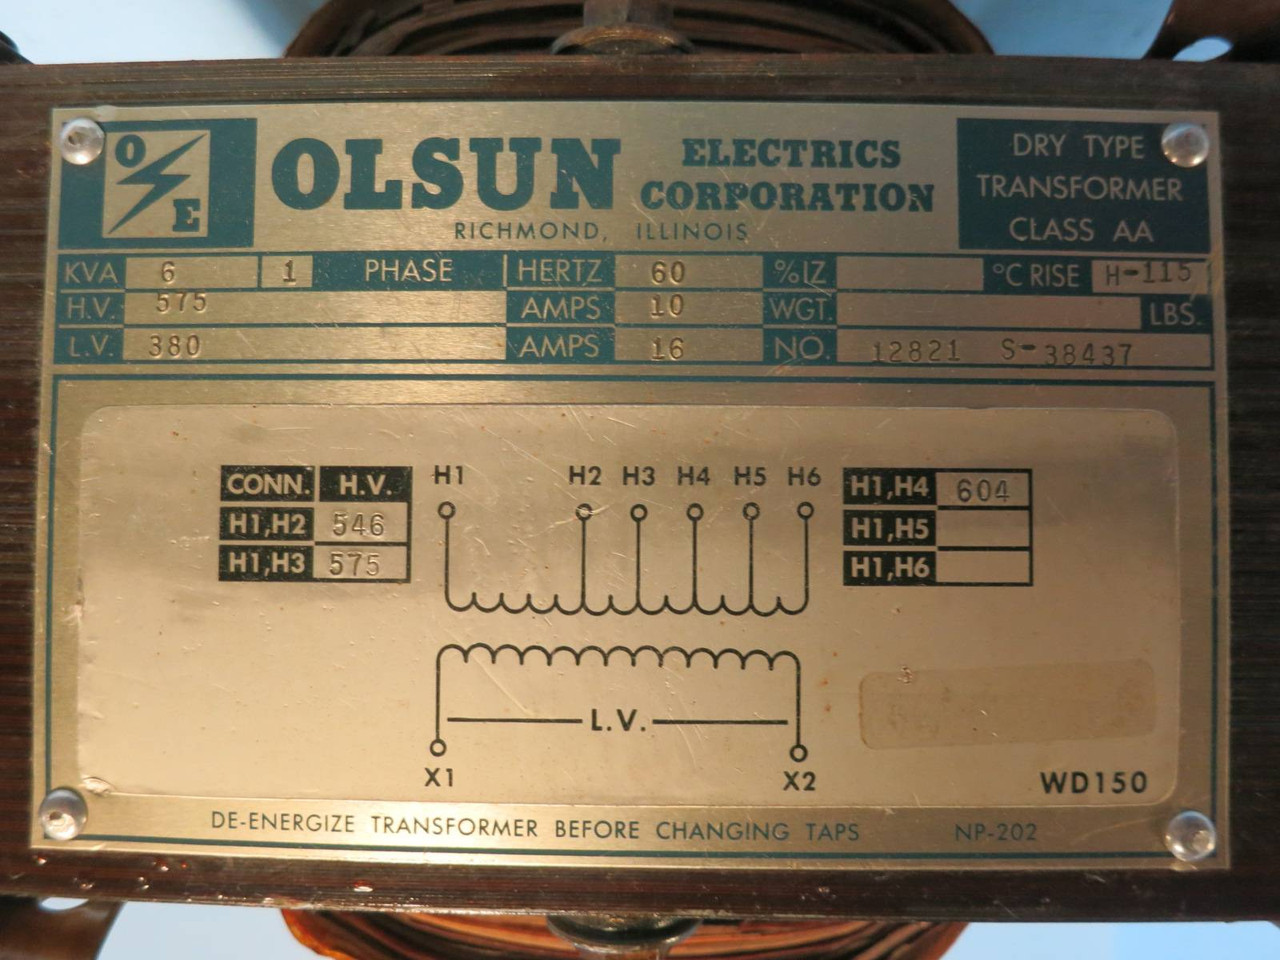 O
E
OLSUN ELECTRICS CORPORATION
RICHMOND, ILLINOIS
DRY TYPE
TRANSFORMER
CLASS AA
KVA 6 1 PHASE HERTZ 60 %IZ °C RISE H-115
H.V. 575 AMPS 10 WGT. LBS.
L.V. 380 AMPS 16 NO. 12821 S-38437
CONN. H.V.
H1,H2 546
H1,H3 575
H1 H2 H3 H4 H5 H6
H1,H4 604
H1,H5
H1,H6
L.V.
X1 X2
WD150
DE-ENERGIZE TRANSFORMER BEFORE CHANGING TAPS NP-202